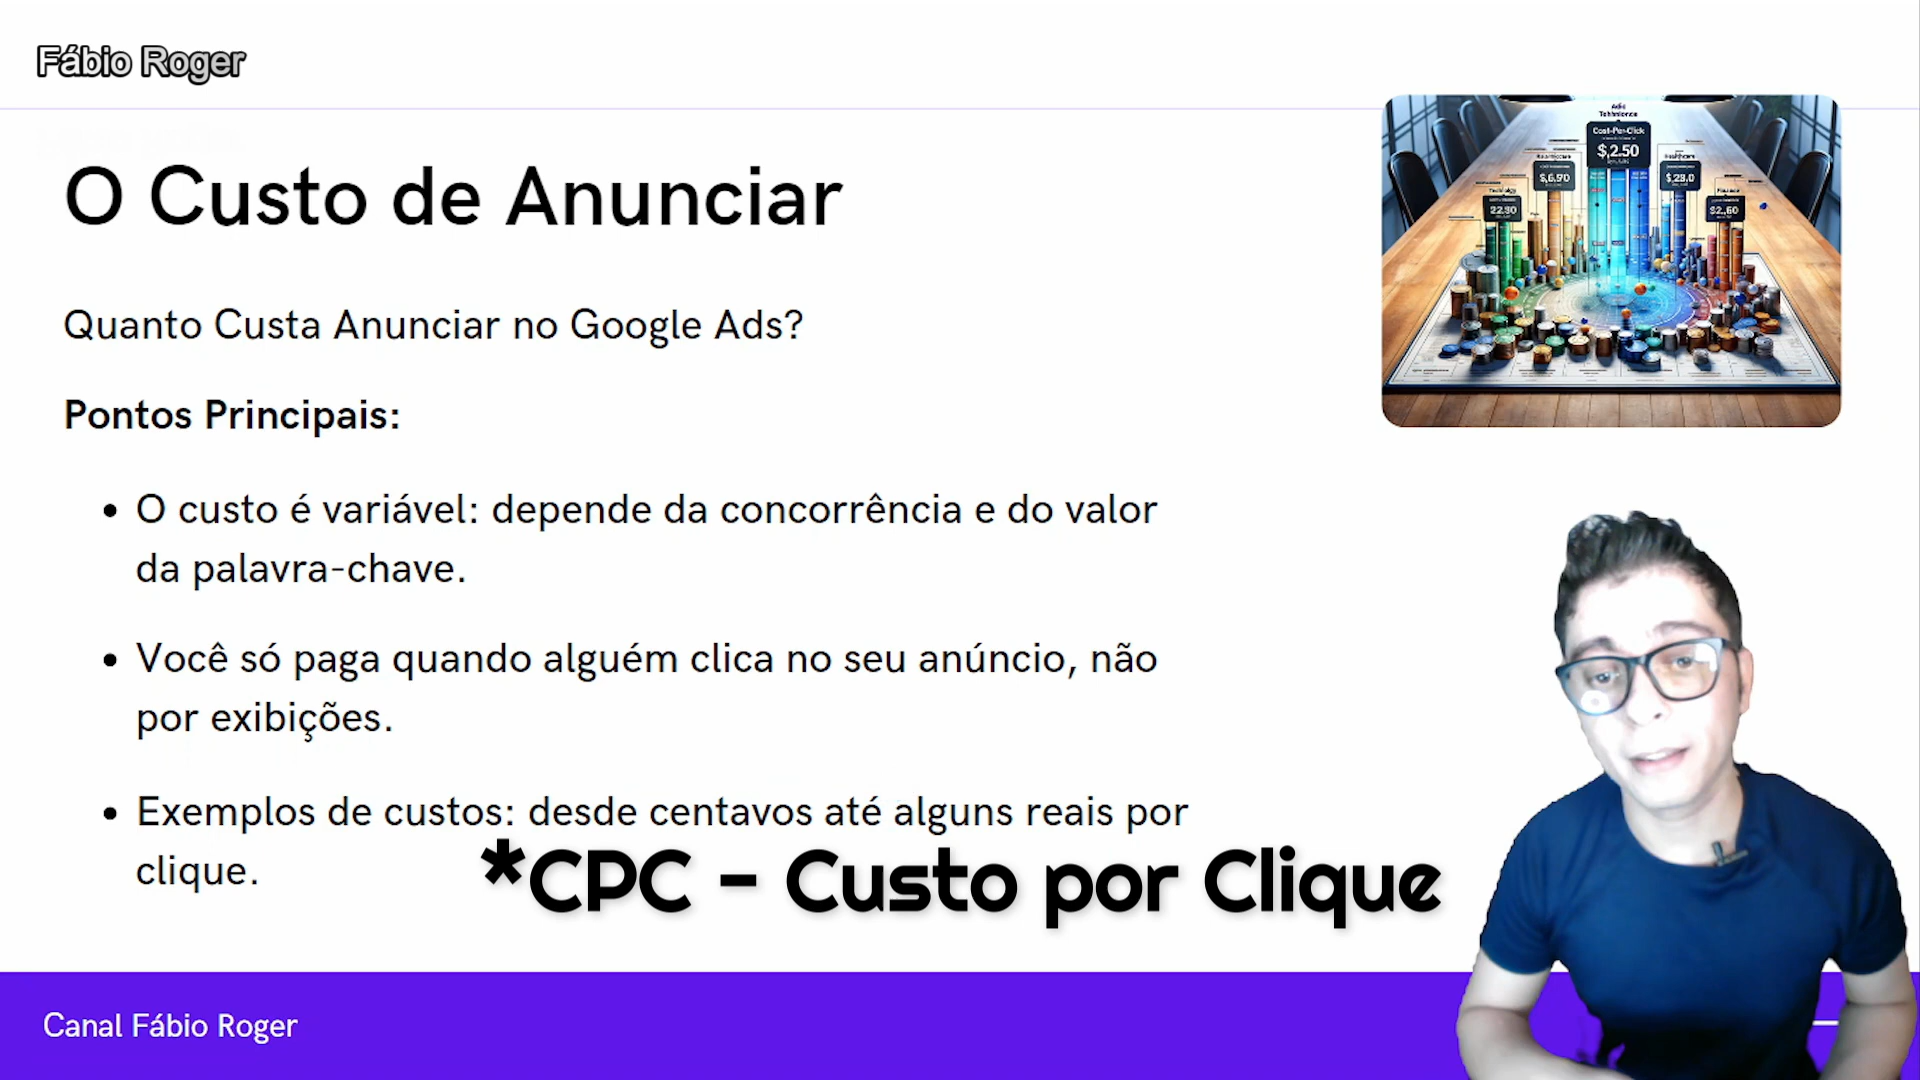 Fábio Roger
O Custo de Anunciar
Quanto Custa Anunciar no Google Ads?
Pontos Principais:
• O custo é variável: depende da concorrência e do valor
da palavra-chave.
• Você só paga quando alguém clica no seu anúncio, não
por exibições.
• Exemplos de custos: desde centavos até alguns reais por
clique.
*CPC - Custo por Clique
Canal Fábio Roger
Cost-Per-Click
$2.50
$6.90
$28.0
22.30
$2.60